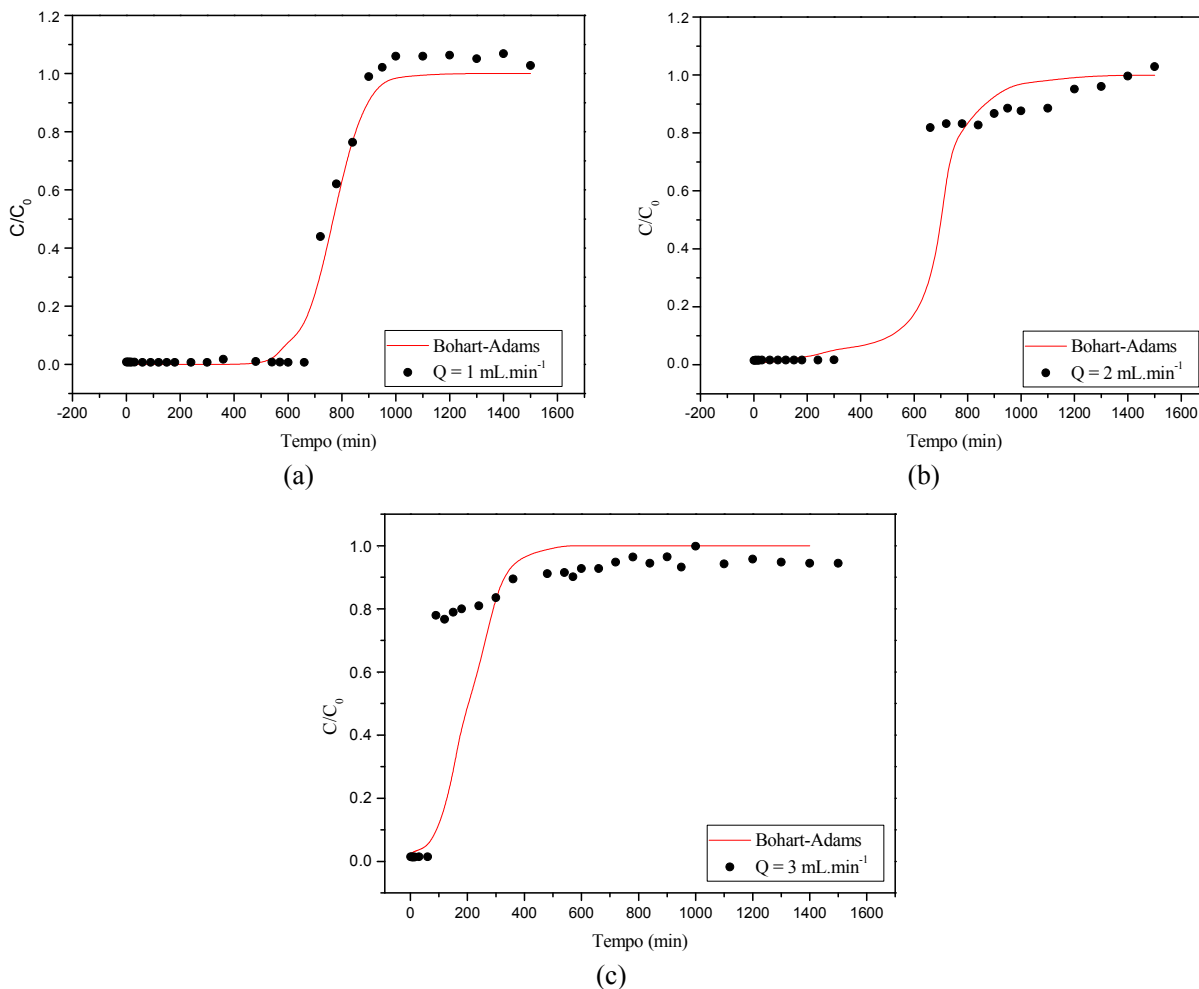 1.2
1.0
0.8
0.6
0.4
0.2
0.0
C/C₀
-200 0 200 400 600 800 1000 1200 1400 1600
Tempo (min)
Bohart-Adams
Q = 1 mL.min⁻¹
(a)
1.2
1.0
0.8
0.6
0.4
0.2
0.0
C/C₀
-200 0 200 400 600 800 1000 1200 1400 1600
Tempo (min)
Bohart-Adams
Q = 2 mL.min⁻¹
(b)
1.0
0.8
0.6
0.4
0.2
0.0
C/C₀
0 200 400 600 800 1000 1200 1400 1600
Tempo (min)
Bohart-Adams
Q = 3 mL.min⁻¹
(c)